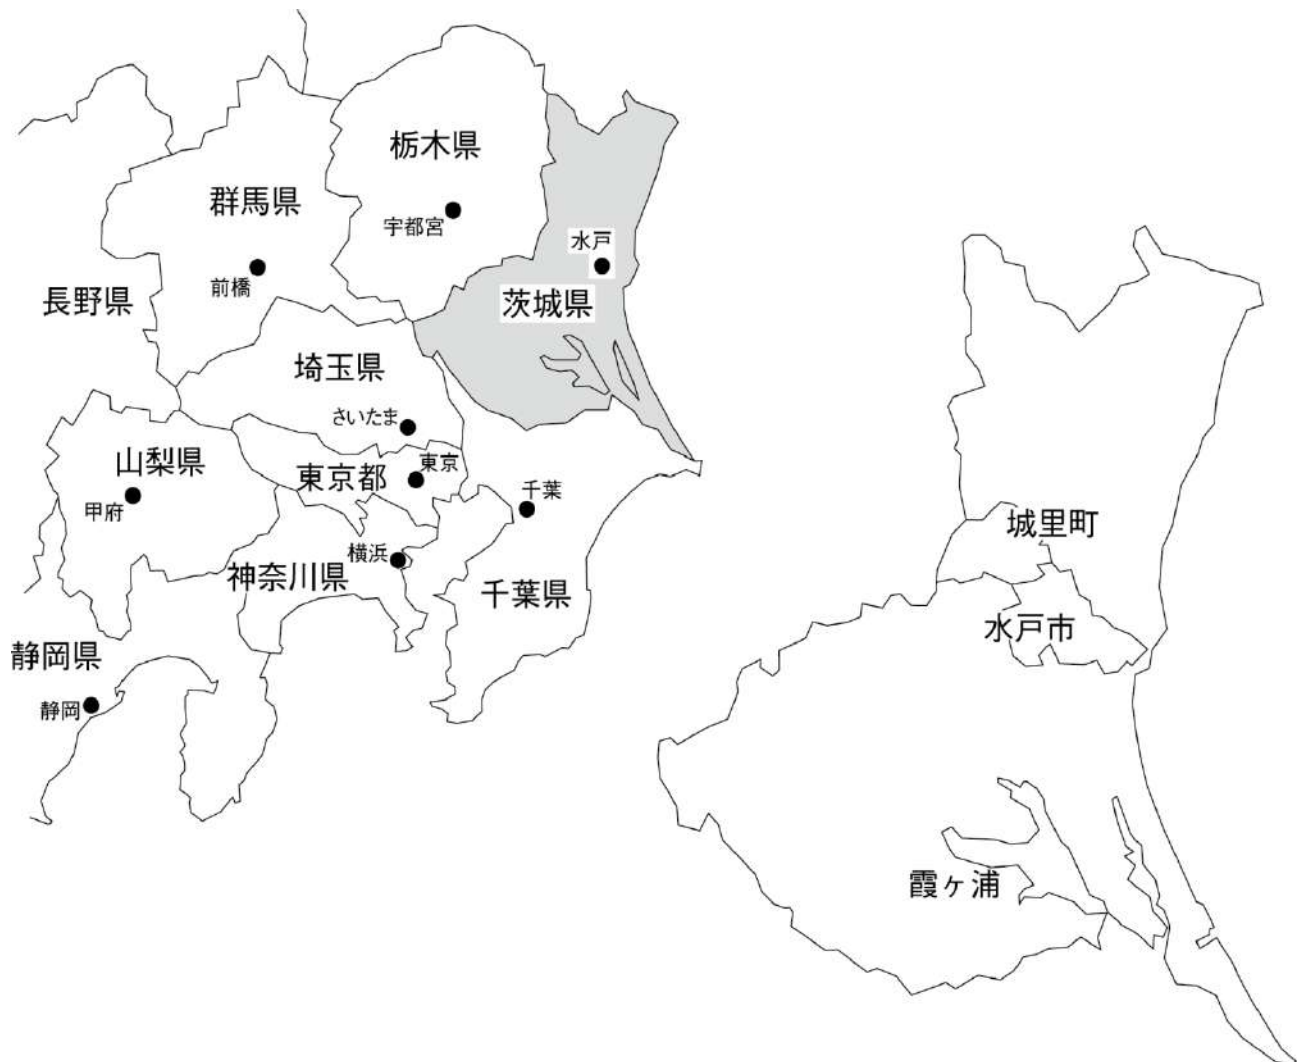 栃木県
群馬県
宇都宮
水戸
前橋
長野県
茨城県
埼玉県
さいたま
山梨県
東京都
東京
千葉
甲府
横浜
神奈川県
千葉県
静岡県
静岡
城里町
水戸市
霞ヶ浦